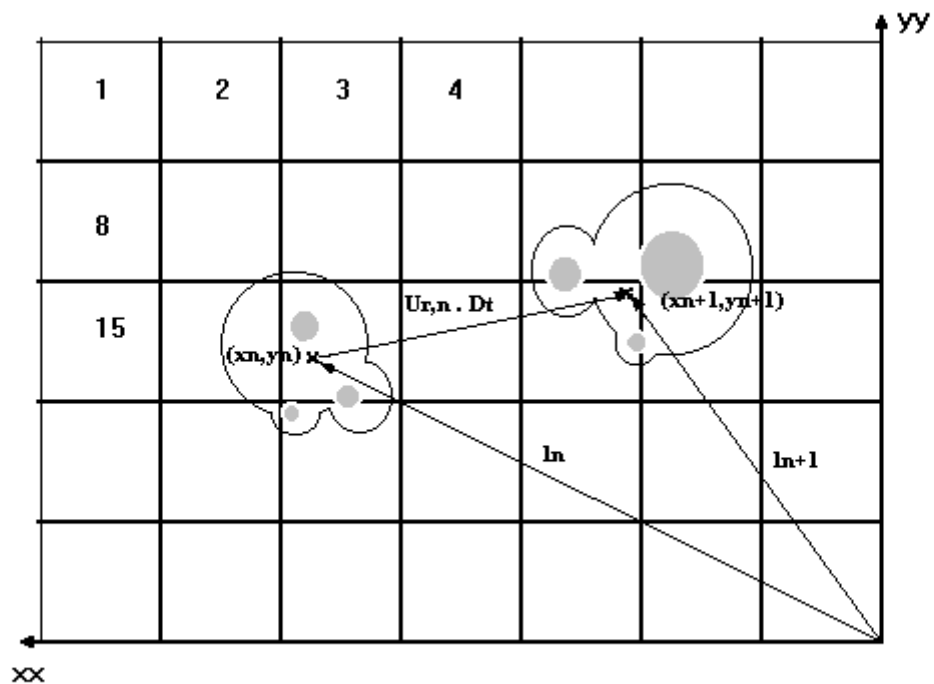 yy
1 2 3 4
8
15
Ur,n . Dt
(xn+1,yn+1)
(xn,yn)
ln
ln+1
xx